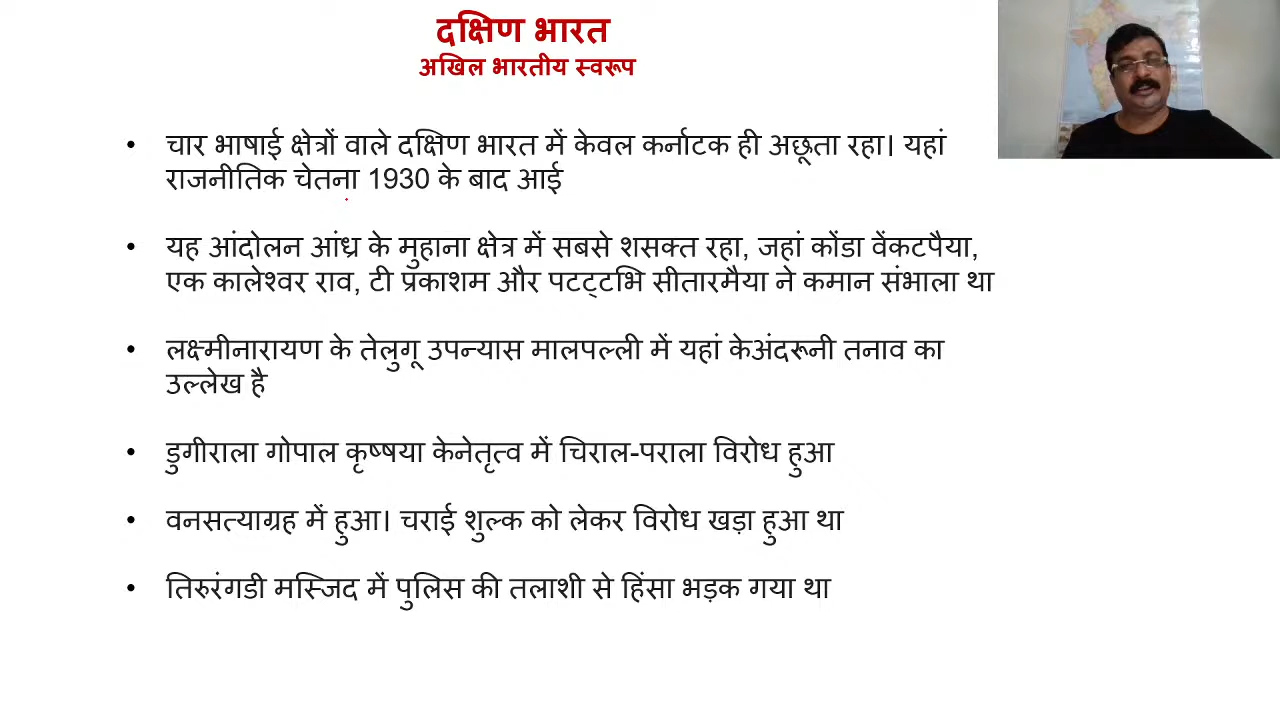 दक्षिण भारत
अखिल भारतीय स्वरूप
• चार भाषाई क्षेत्रों वाले दक्षिण भारत में केवल कर्नाटक ही अछूता रहा। यहां
राजनीतिक चेतना 1930 के बाद आई
• यह आंदोलन आंध्र के मुहाना क्षेत्र में सबसे शसक्त रहा, जहां कोंडा वेंकटपैया,
एक कालेश्वर राव, टी प्रकाशम और पटट्टभि सीतारमैया ने कमान संभाला था
• लक्ष्मीनारायण के तेलुगू उपन्यास मालपल्ली में यहां केअंदरूनी तनाव का
उल्लेख है
• डुगीराला गोपाल कृष्षया केनेतृत्व में चिराल-पराला विरोध हुआ
• वनसत्याग्रह में हुआ। चराई शुल्क को लेकर विरोध खड़ा हुआ था
• तिरुरंगडी मस्जिद में पुलिस की तलाशी से हिंसा भड़क गया था